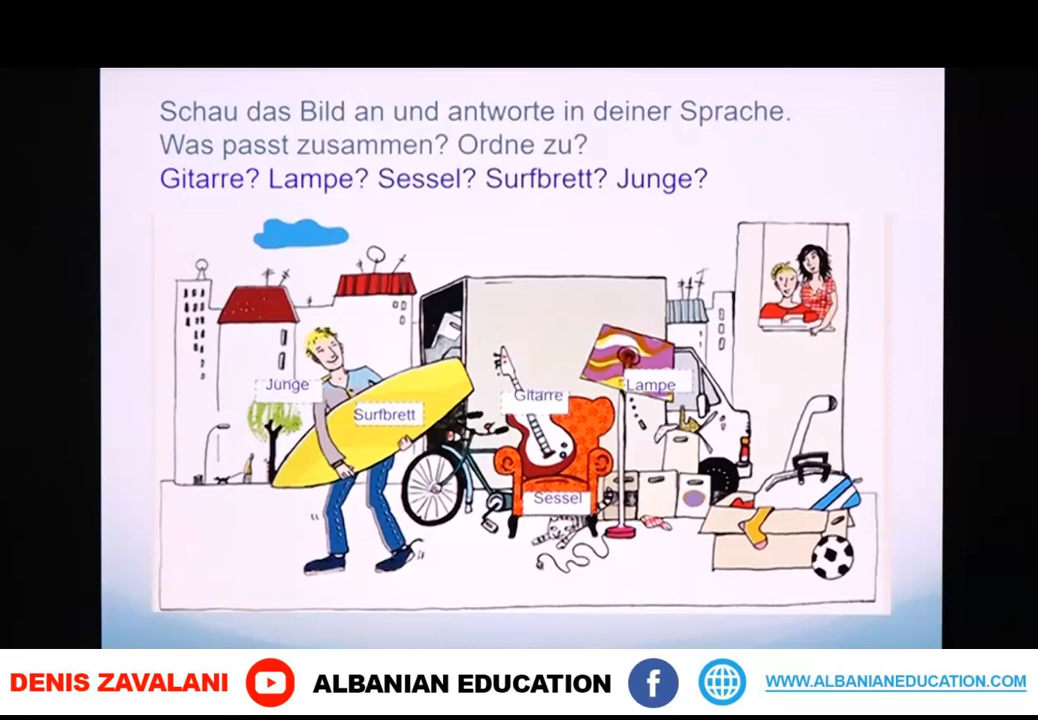 Schau das Bild an und antworte in deiner Sprache.
Was passt zusammen? Ordne zu?
Gitarre? Lampe? Sessel? Surfbrett? Junge?
Junge
Surfbrett
Gitarre
Lampe
Sessel
DENIS ZAVALANI
ALBANIAN EDUCATION
f
WWW.ALBANIANEDUCATION.COM